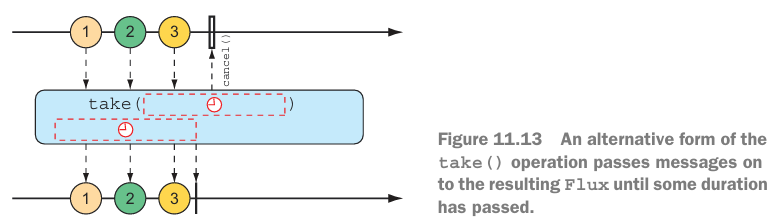 1 2 3
cancel()
take( )
1 2 3
Figure 11.13 An alternative form of the
take() operation passes messages on
to the resulting Flux until some duration
has passed.